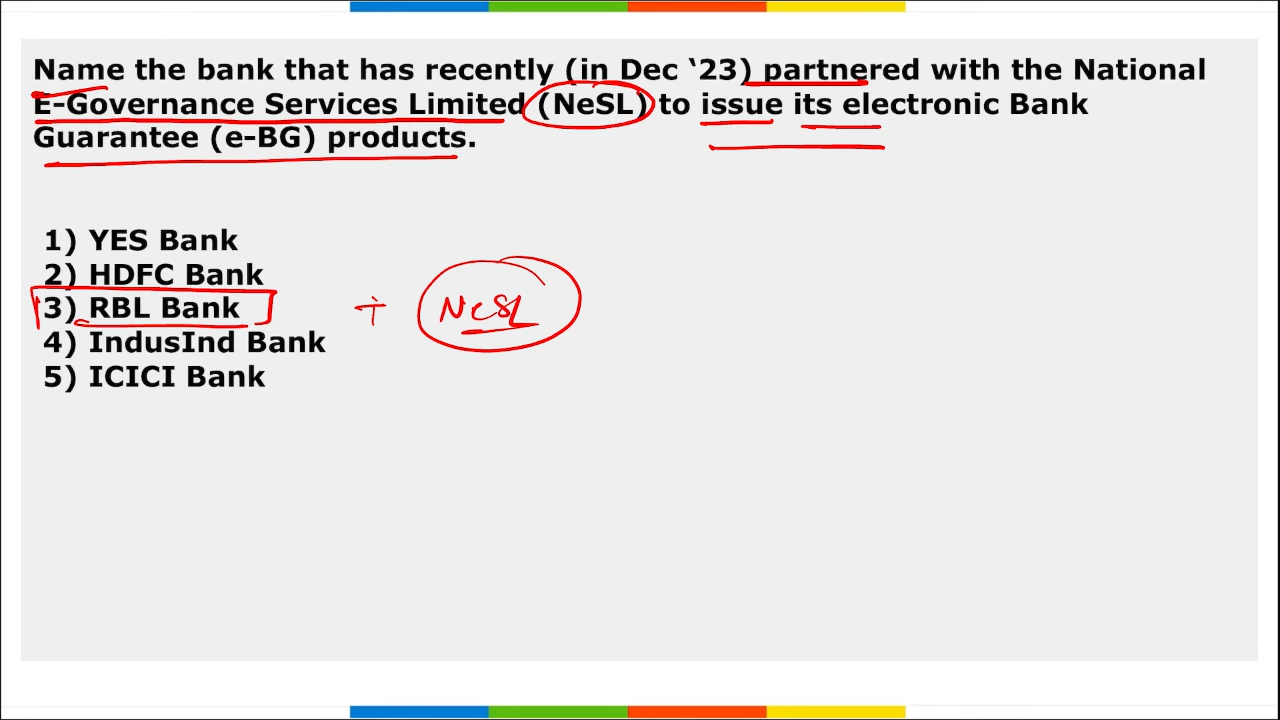 Name the bank that has recently (in Dec ‘23) partnered with the National
E-Governance Services Limited (NeSL) to issue its electronic Bank
Guarantee (e-BG) products.
1) YES Bank
2) HDFC Bank
3) RBL Bank + NeSL
4) IndusInd Bank
5) ICICI Bank